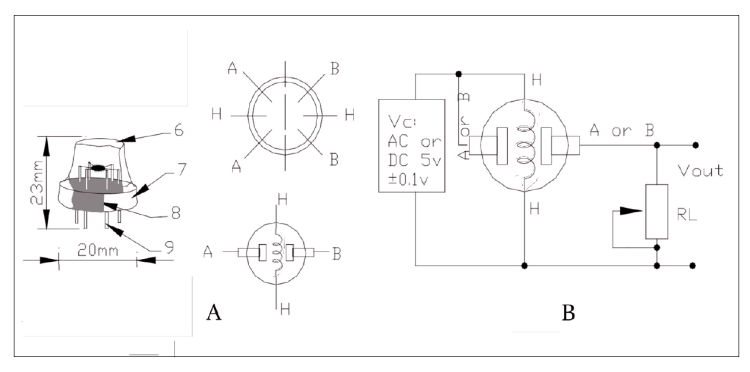 23mm
20mm
6
7
8
9
A
B
H
H
A
B
H
A
B
H
A
Vc:
AC or
DC 5v
±0.1v
A or B
H
H
A or B
Vout
RL
B